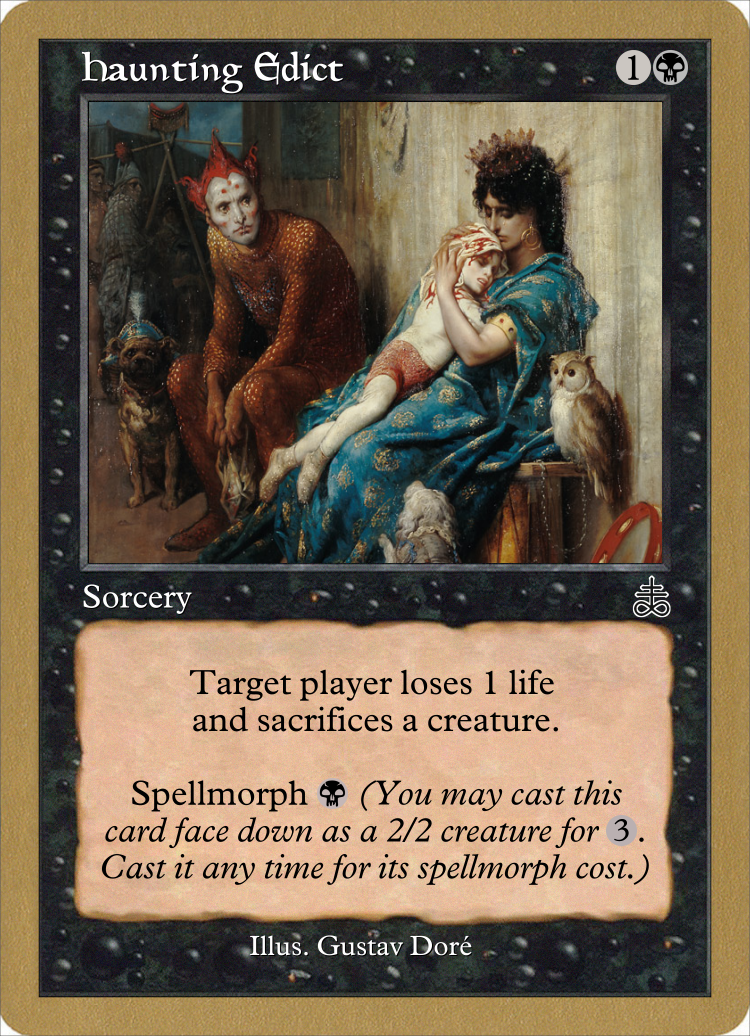 Haunting Edict 1
Sorcery
Target player loses 1 life
and sacrifices a creature.
Spellmorph (You may cast this
card face down as a 2/2 creature for 3.
Cast it any time for its spellmorph cost.)
Illus. Gustav Doré